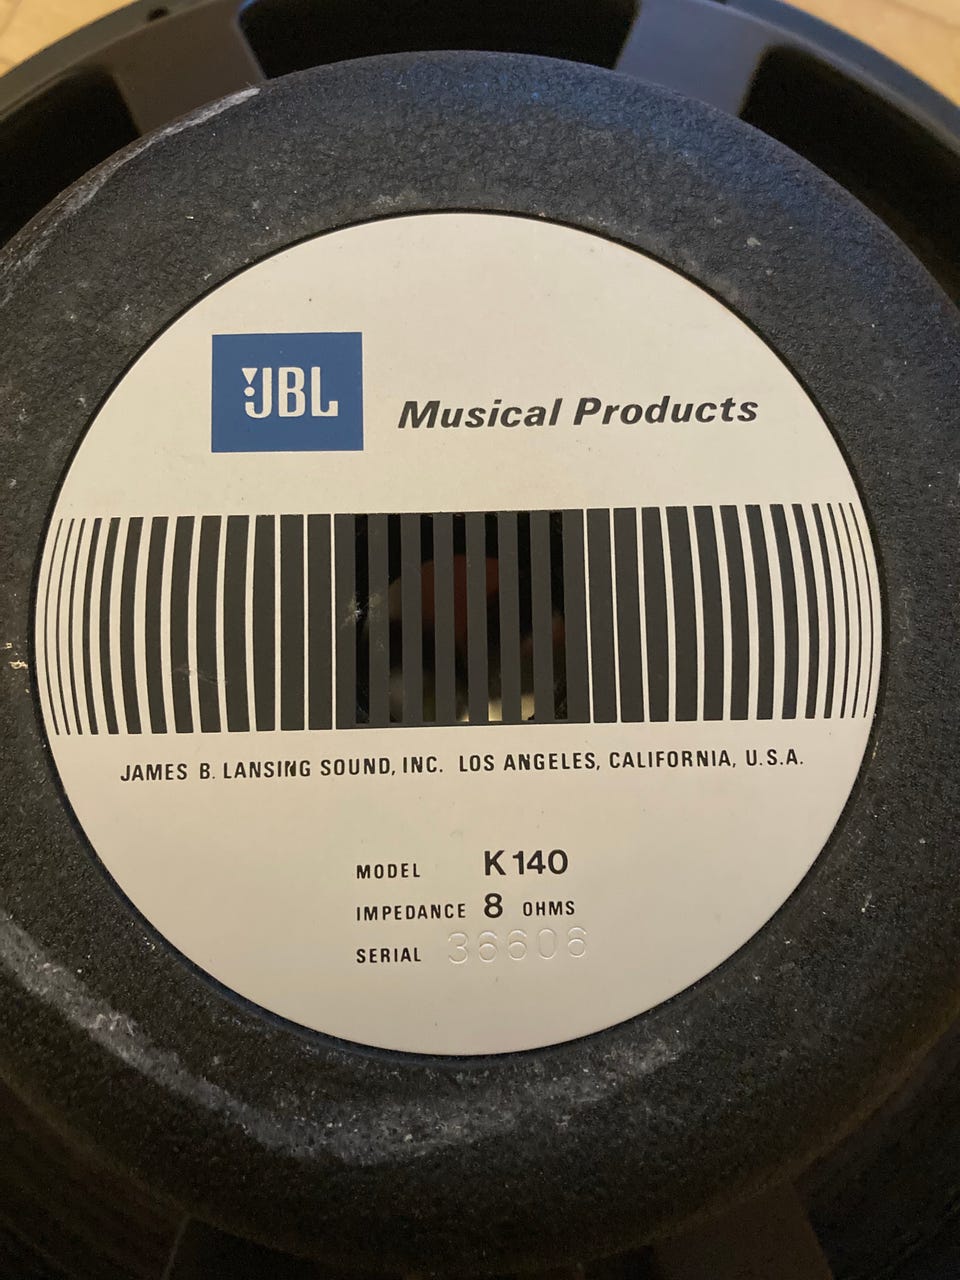 JBL
Musical Products
JAMES B. LANSING SOUND, INC. LOS ANGELES, CALIFORNIA, U.S.A.
MODEL K140
IMPEDANCE 8 OHMS
SERIAL 36606